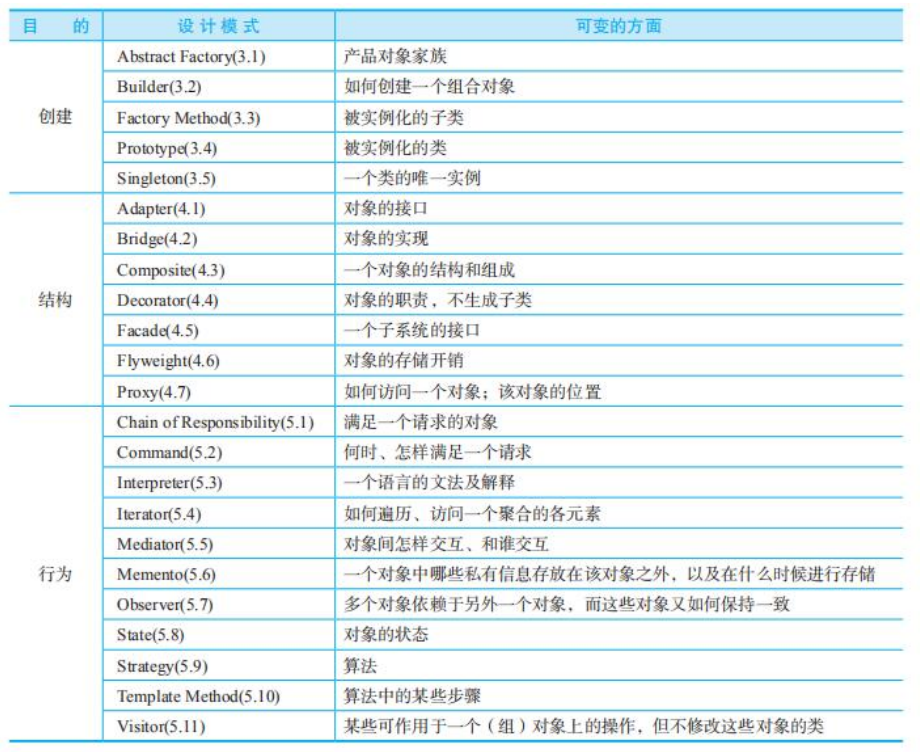 目 的 设计模式 可变的方面
创建
Abstract Factory(3.1) 产品对象家族
Builder(3.2) 如何创建一个组合对象
Factory Method(3.3) 被实例化的子类
Prototype(3.4) 被实例化的类
Singleton(3.5) 一个类的唯一实例
结构
Adapter(4.1) 对象的接口
Bridge(4.2) 对象的实现
Composite(4.3) 一个对象的结构和组成
Decorator(4.4) 对象的职责，不生成子类
Facade(4.5) 一个子系统的接口
Flyweight(4.6) 对象的存储开销
Proxy(4.7) 如何访问一个对象；该对象的位置
行为
Chain of Responsibility(5.1) 满足一个请求的对象
Command(5.2) 何时、怎样满足一个请求
Interpreter(5.3) 一个语言的文法及解释
Iterator(5.4) 如何遍历、访问一个聚合的各元素
Mediator(5.5) 对象间怎样交互、和谁交互
Memento(5.6) 一个对象中哪些私有信息存放在该对象之外，以及在什么时候进行存储
Observer(5.7) 多个对象依赖于另外一个对象，而这些对象又如何保持一致
State(5.8) 对象的状态
Strategy(5.9) 算法
Template Method(5.10) 算法中的某些步骤
Visitor(5.11) 某些可作用于一个（组）对象上的操作，但不修改这些对象的类